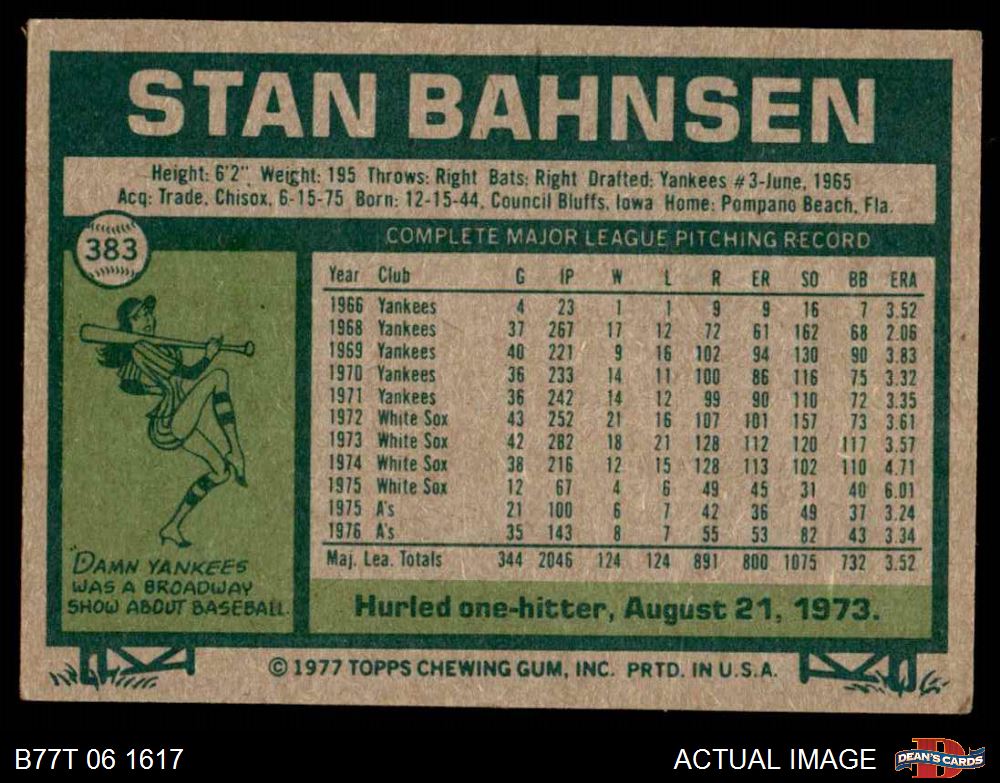 STAN BAHNSEN
Height: 6'2" Weight: 195 Throws: Right Bats: Right Drafted: Yankees #3-June, 1965
Acq: Trade, Chisox, 6-15-75 Born: 12-15-44, Council Bluffs, Iowa Home: Pompano Beach, Fla.
383
COMPLETE MAJOR LEAGUE PITCHING RECORD
Year Club G IP W L R ER SO BB ERA
1966 Yankees 4 23 1 1 9 9 16 7 3.52
1968 Yankees 37 267 17 12 72 61 162 68 2.06
1969 Yankees 40 221 9 16 102 94 130 90 3.83
1970 Yankees 36 233 14 11 100 86 116 75 3.32
1971 Yankees 36 242 14 12 99 90 110 72 3.35
1972 White Sox 43 252 21 16 107 101 157 73 3.61
1973 White Sox 42 282 18 21 128 112 120 117 3.57
1974 White Sox 38 216 12 15 128 113 102 110 4.71
1975 White Sox 12 67 4 6 49 45 31 40 6.01
1975 A's 21 100 6 7 42 36 49 37 3.24
1976 A's 35 143 8 7 55 53 82 43 3.34
Maj. Lea. Totals 344 2046 124 124 891 800 1075 732 3.52
DAMN YANKEES
WAS A BROADWAY
SHOW ABOUT BASEBALL.
Hurled one-hitter, August 21, 1973.
© 1977 TOPPS CHEWING GUM, INC. PRTD. IN U.S.A.
B77T 06 1617
ACTUAL IMAGE
DEAN'S CARDS